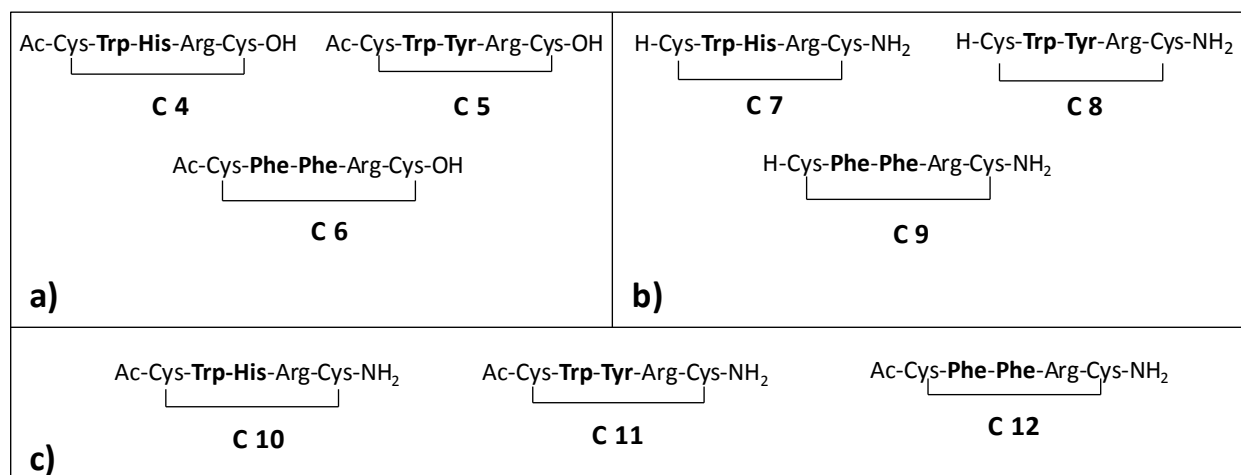 Ac-Cys-Trp-His-Arg-Cys-OH
C 4
Ac-Cys-Trp-Tyr-Arg-Cys-OH
C 5
Ac-Cys-Phe-Phe-Arg-Cys-OH
C 6
a)
H-Cys-Trp-His-Arg-Cys-NH₂
C 7
H-Cys-Trp-Tyr-Arg-Cys-NH₂
C 8
H-Cys-Phe-Phe-Arg-Cys-NH₂
C 9
b)
Ac-Cys-Trp-His-Arg-Cys-NH₂
C 10
Ac-Cys-Trp-Tyr-Arg-Cys-NH₂
C 11
Ac-Cys-Phe-Phe-Arg-Cys-NH₂
C 12
c)